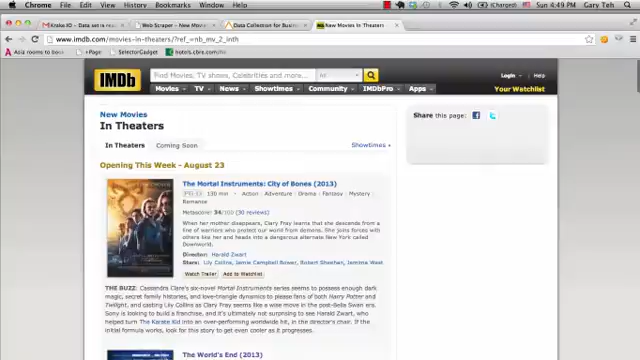 Chrome File Edit View History Bookmarks Window Help (Charged) Sun 4:49 PM Gary Teh
Krake.IO - Data set is read Web Scraper - New Movies Data Collection for Busine New Movies In Theaters
www.imdb.com/movies-in-theaters/?ref_=nb_mv_2_inth
Asia rooms to book +Page SelectorGadget hotels.cbre.com/hs
IMDb
Find Movies, TV shows, Celebrities and more... All
Login Help
Movies TV News Showtimes Community IMDbPro Apps Your Watchlist
New Movies
In Theaters
In Theaters Coming Soon Showtimes »
Share this page:
Opening This Week - August 23
The Mortal Instruments: City of Bones (2013)
130 min - Action | Adventure | Drama | Fantasy | Mystery |
Romance
Metascore: 34/100 (30 reviews)
When her mother disappears, Clary Fray learns that she descends from a
line of warriors who protect our world from demons. She joins forces with
others like her and heads into a dangerous alternate New York called
Downworld.
Director: Harald Zwart
Stars: Lily Collins, Jamie Campbell Bower, Robert Sheehan, Jemima West
Watch Trailer Add to Watchlist
THE BUZZ: Cassandra Clare's six-novel Mortal Instruments series seems to possess enough dark
magic, secret family histories, and love-triangle dynamics to please fans of both Harry Potter and
Twilight, and casting Lily Collins as Clary Fray seems like a wise move in the post-Bella Swan era.
Sony is looking to build a franchise, and it's ultimately not surprising to see Harald Zwart, who
helped turn The Karate Kid into an over-performing worldwide hit, in the director's chair. If the
initial formula works, look for this story to get even cooler as it progresses.
The World's End (2013)